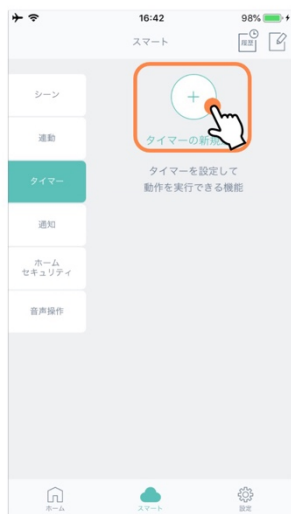 16:42
98%
スマート
履歴
シーン
連動
タイマー
通知
ホーム
セキュリティ
音声操作
タイマーの新規
タイマーを設定して
動作を実行できる機能
ホーム
スマート
設定